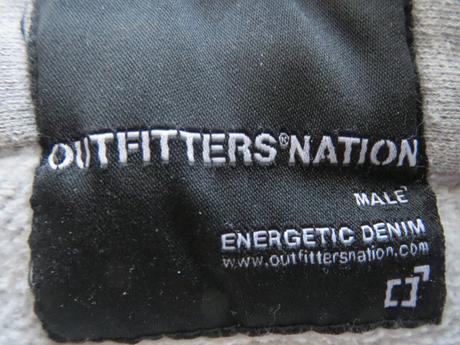 OUTFITTERS®NATION
MALE
ENERGETIC DENIM
www.outfittersnation.com